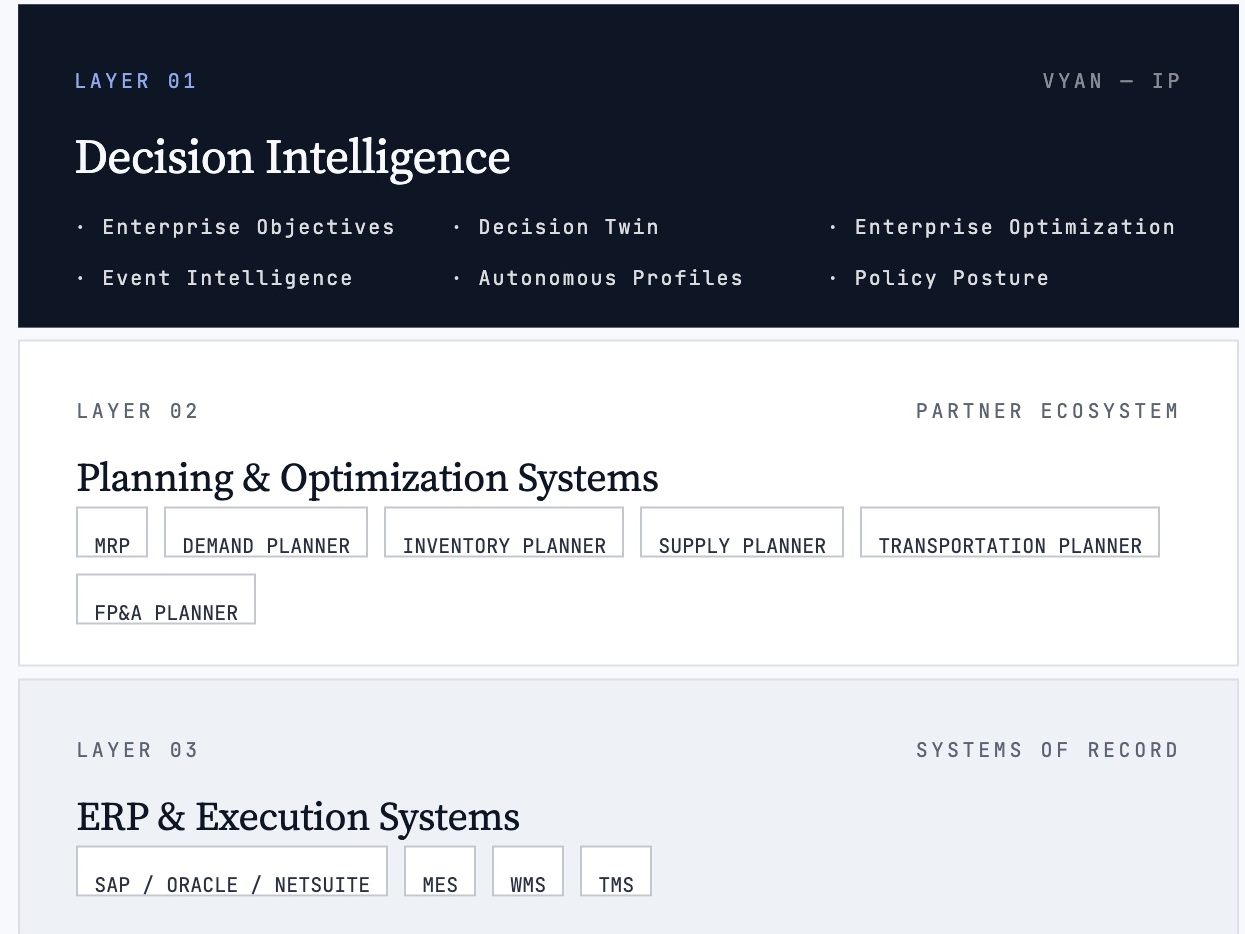 LAYER 01
VYAN — IP
Decision Intelligence
· Enterprise Objectives · Decision Twin · Enterprise Optimization
· Event Intelligence · Autonomous Profiles · Policy Posture
LAYER 02
PARTNER ECOSYSTEM
Planning & Optimization Systems
MRP DEMAND PLANNER INVENTORY PLANNER SUPPLY PLANNER TRANSPORTATION PLANNER
FP&A PLANNER
LAYER 03
SYSTEMS OF RECORD
ERP & Execution Systems
SAP / ORACLE / NETSUITE MES WMS TMS